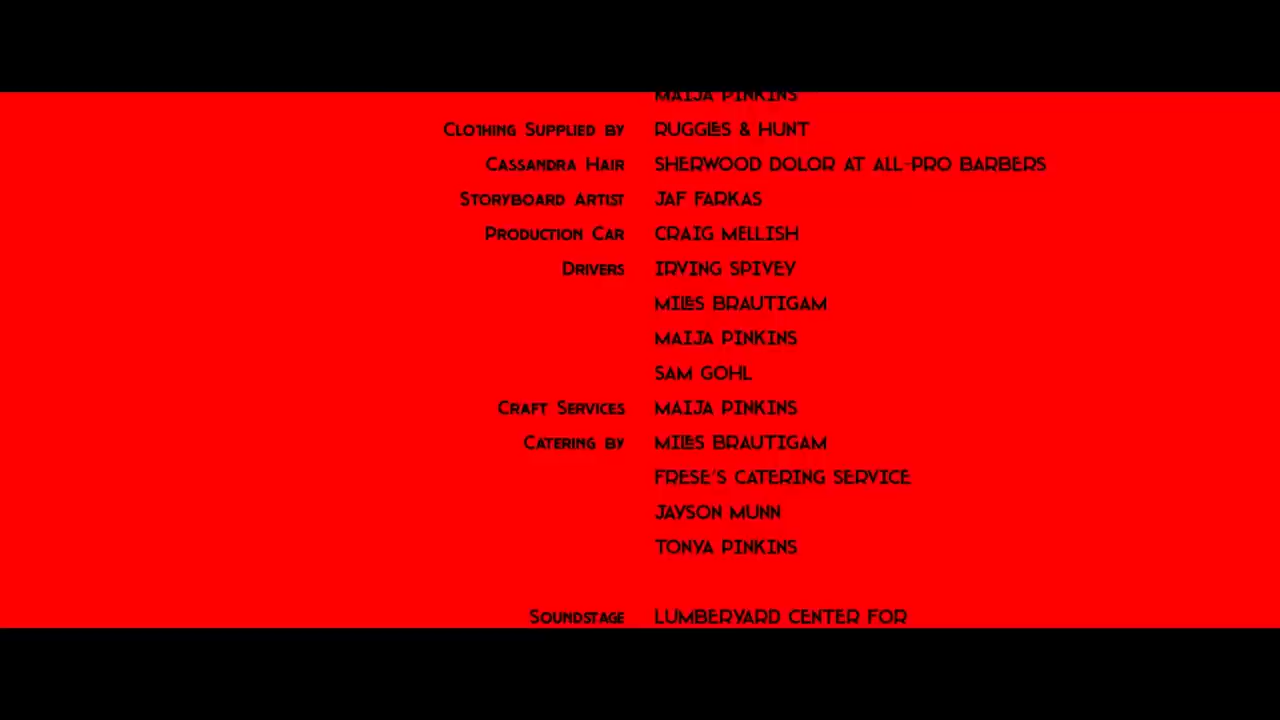 MAIJA PINKINS
Clothing Supplied by RUGGLES & HUNT
Cassandra Hair SHERWOOD DOLOR AT ALL-PRO BARBERS
Storyboard Artist JAF FARKAS
Production Car CRAIG MELLISH
Drivers IRVING SPIVEY
MILES BRAUTIGAM
MAIJA PINKINS
SAM GOHL
Craft Services MAIJA PINKINS
Catering by MILES BRAUTIGAM
FRESE'S CATERING SERVICE
JAYSON MUNN
TONYA PINKINS
Soundstage LUMBERYARD CENTER FOR